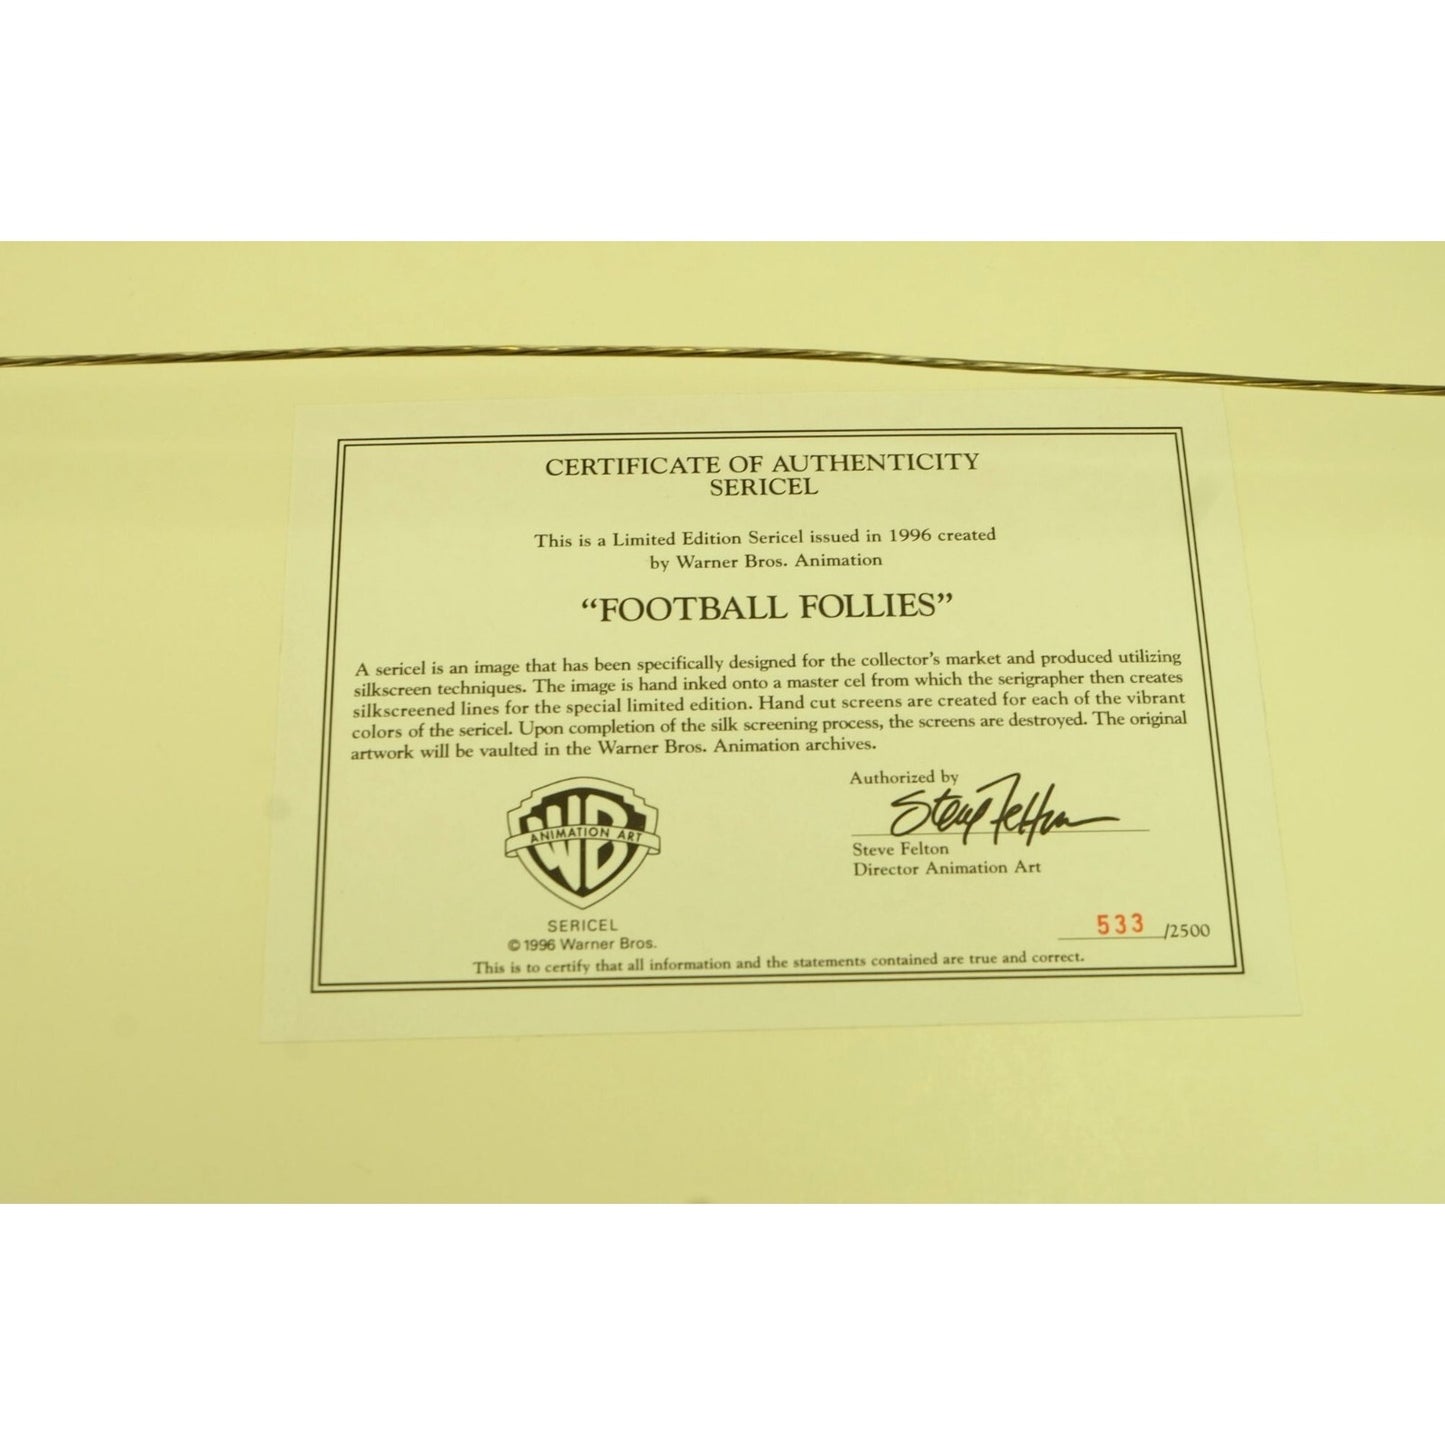 CERTIFICATE OF AUTHENTICITY
SERICEL
This is a Limited Edition Sericel issued in 1996 created
by Warner Bros. Animation
“FOOTBALL FOLLIES”
A sericel is an image that has been specifically designed for the collector’s market and produced utilizing
silkscreen techniques. The image is hand inked onto a master cel from which the serigrapher then creates
silkscreened lines for the special limited edition. Hand cut screens are created for each of the vibrant
colors of the sericel. Upon completion of the silk screening process, the screens are destroyed. The original
artwork will be vaulted in the Warner Bros. Animation archives.
WB
ANIMATION ART
SERICEL
© 1996 Warner Bros.
Authorized by
Steve Felton
Steve Felton
Director Animation Art
533 /2500
This is to certify that all information and the statements contained are true and correct.